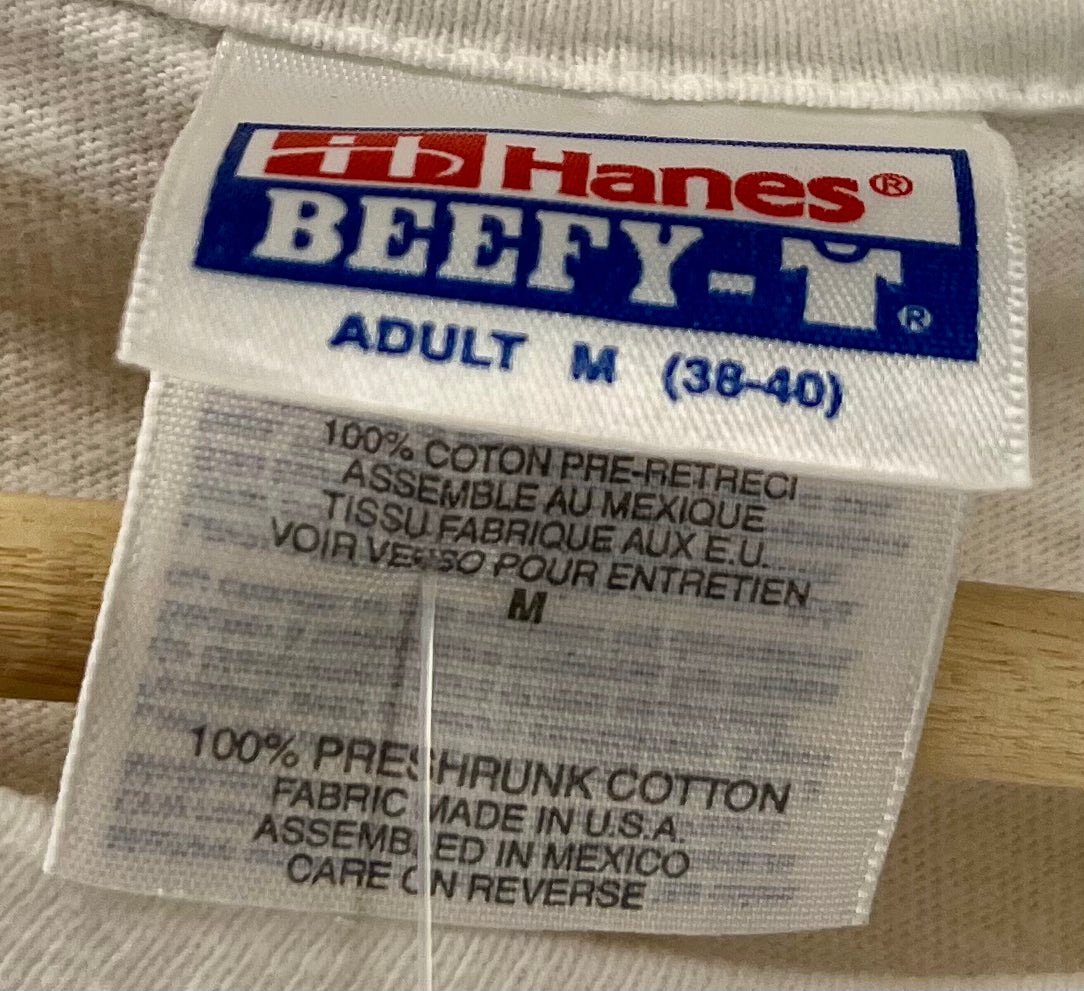 Hanes®
BEEFY-T®
ADULT M (38-40)
100% COTON PRE-RETRECI
ASSEMBLE AU MEXIQUE
TISSU FABRIQUE AUX E.U.
VOIR VERSO POUR ENTRETIEN
M
100% PRESHRUNK COTTON
FABRIC MADE IN U.S.A.
ASSEMBLED IN MEXICO
CARE ON REVERSE